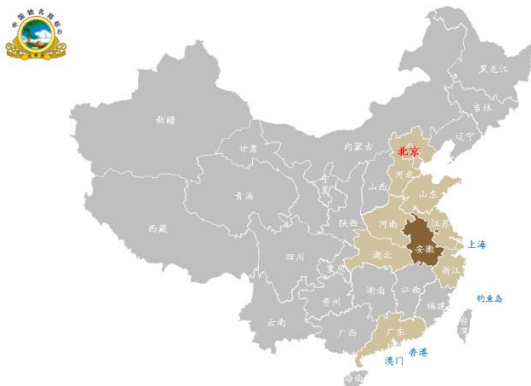 中国驰名商标
黑龙江
吉林
辽宁
新疆
甘肃
内蒙古
北京
河北
山西
山东
青海
宁夏
陕西
河南
江苏
西藏
安徽
上海
四川
重庆
湖北
浙江
贵州
湖南
江西
福建
钓鱼岛
云南
广西
广东
台湾
香港
澳门
海南